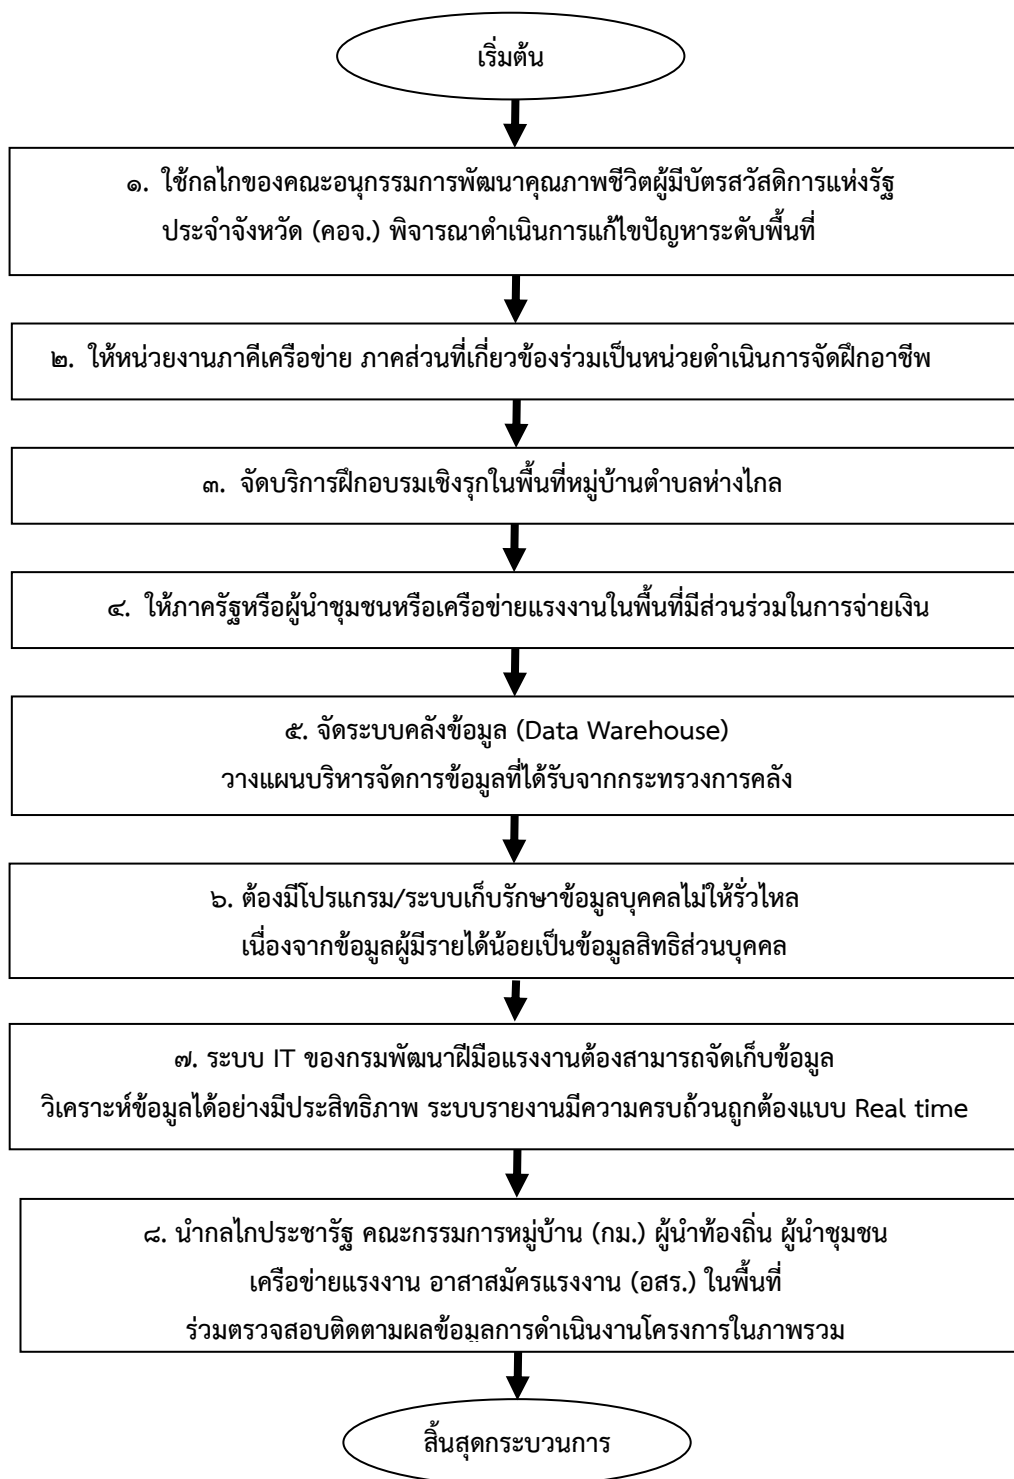 เริ่มต้น
๑. ใช้กลไกของคณะอนุกรรมการพัฒนาคุณภาพชีวิตผู้มีบัตรสวัสดิการแห่งรัฐ
ประจำจังหวัด (คอจ.) พิจารณาดำเนินการแก้ไขปัญหาระดับพื้นที่
๒. ให้หน่วยงานภาคีเครือข่าย ภาคส่วนที่เกี่ยวข้องร่วมเป็นหน่วยดำเนินการจัดฝึกอาชีพ
๓. จัดบริการฝึกอบรมเชิงรุกในพื้นที่หมู่บ้านตำบลห่างไกล
๔. ให้ภาครัฐหรือผู้นำชุมชนหรือเครือข่ายแรงงานในพื้นที่มีส่วนร่วมในการจ่ายเงิน
๕. จัดระบบคลังข้อมูล (Data Warehouse)
วางแผนบริหารจัดการข้อมูลที่ได้รับจากกระทรวงการคลัง
๖. ต้องมีโปรแกรม/ระบบเก็บรักษาข้อมูลบุคคลไม่ให้รั่วไหล
เนื่องจากข้อมูลผู้มีรายได้น้อยเป็นข้อมูลสิทธิส่วนบุคคล
๗. ระบบ IT ของกรมพัฒนาฝีมือแรงงานต้องสามารถจัดเก็บข้อมูล
วิเคราะห์ข้อมูลได้อย่างมีประสิทธิภาพ ระบบรายงานมีความครบถ้วนถูกต้องแบบ Real time
๘. นำกลไกประชารัฐ คณะกรรมการหมู่บ้าน (กม.) ผู้นำท้องถิ่น ผู้นำชุมชน
เครือข่ายแรงงาน อาสาสมัครแรงงาน (อสร.) ในพื้นที่
ร่วมตรวจสอบติดตามผลข้อมูลการดำเนินงานโครงการในภาพรวม
สิ้นสุดกระบวนการ